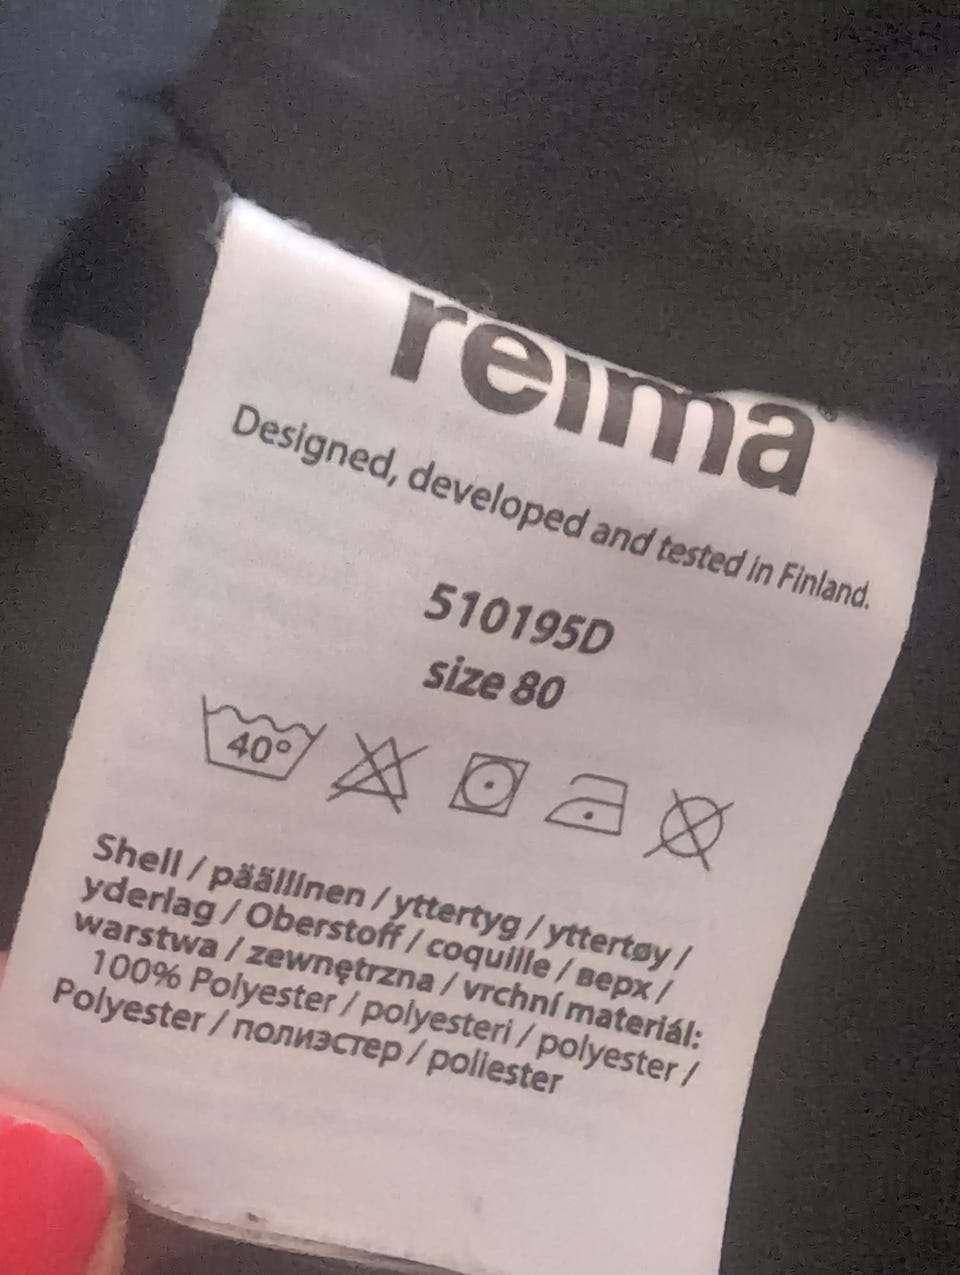 reima®
Designed, developed and tested in Finland.
510195D
size 80
40°
Shell / päällinen / yttertyg / yttertøy /
yderlag / Oberstoff / coquille / верх /
warstwa / zewnętrzna / vrchní materiál:
100% Polyester / polyesteri / polyester /
Polyester / полиэстер / poliester